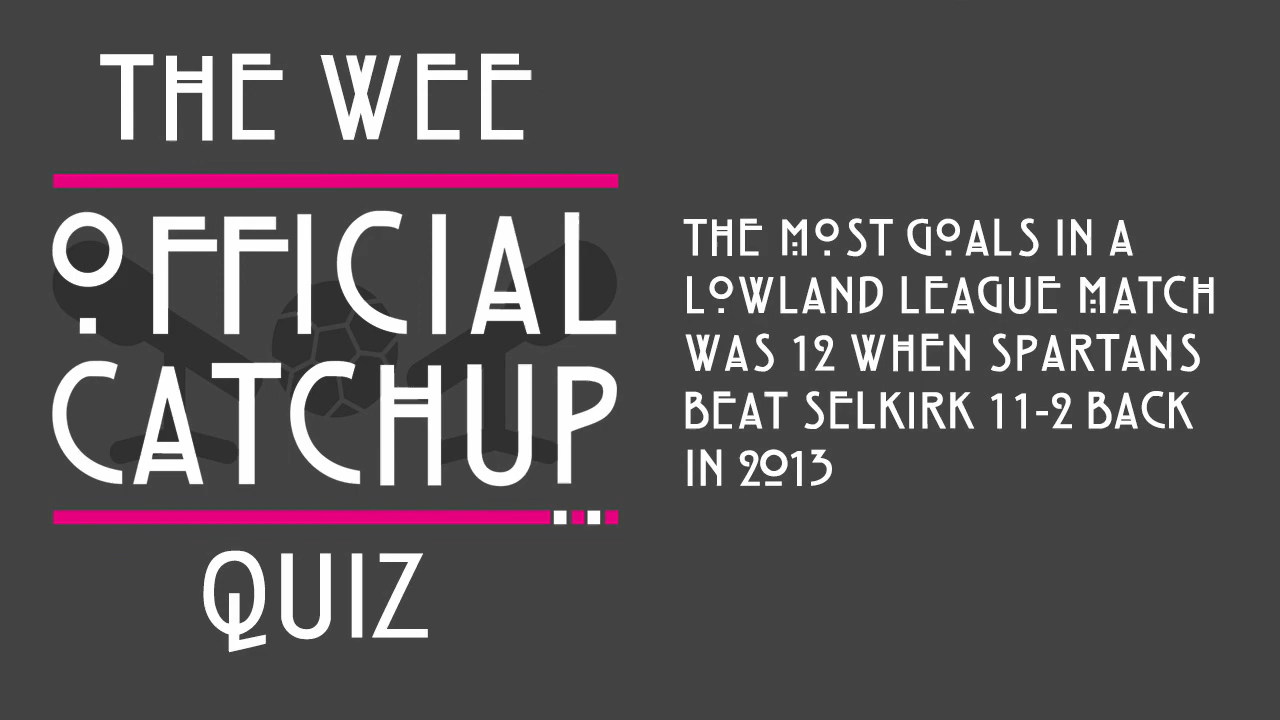 THE WEE
OFFICIAL
CATCHUP
QUIZ
THE MOST GOALS IN A
LOWLAND LEAGUE MATCH
WAS 12 WHEN SPARTANS
BEAT SELKIRK 11-2 BACK
IN 2013